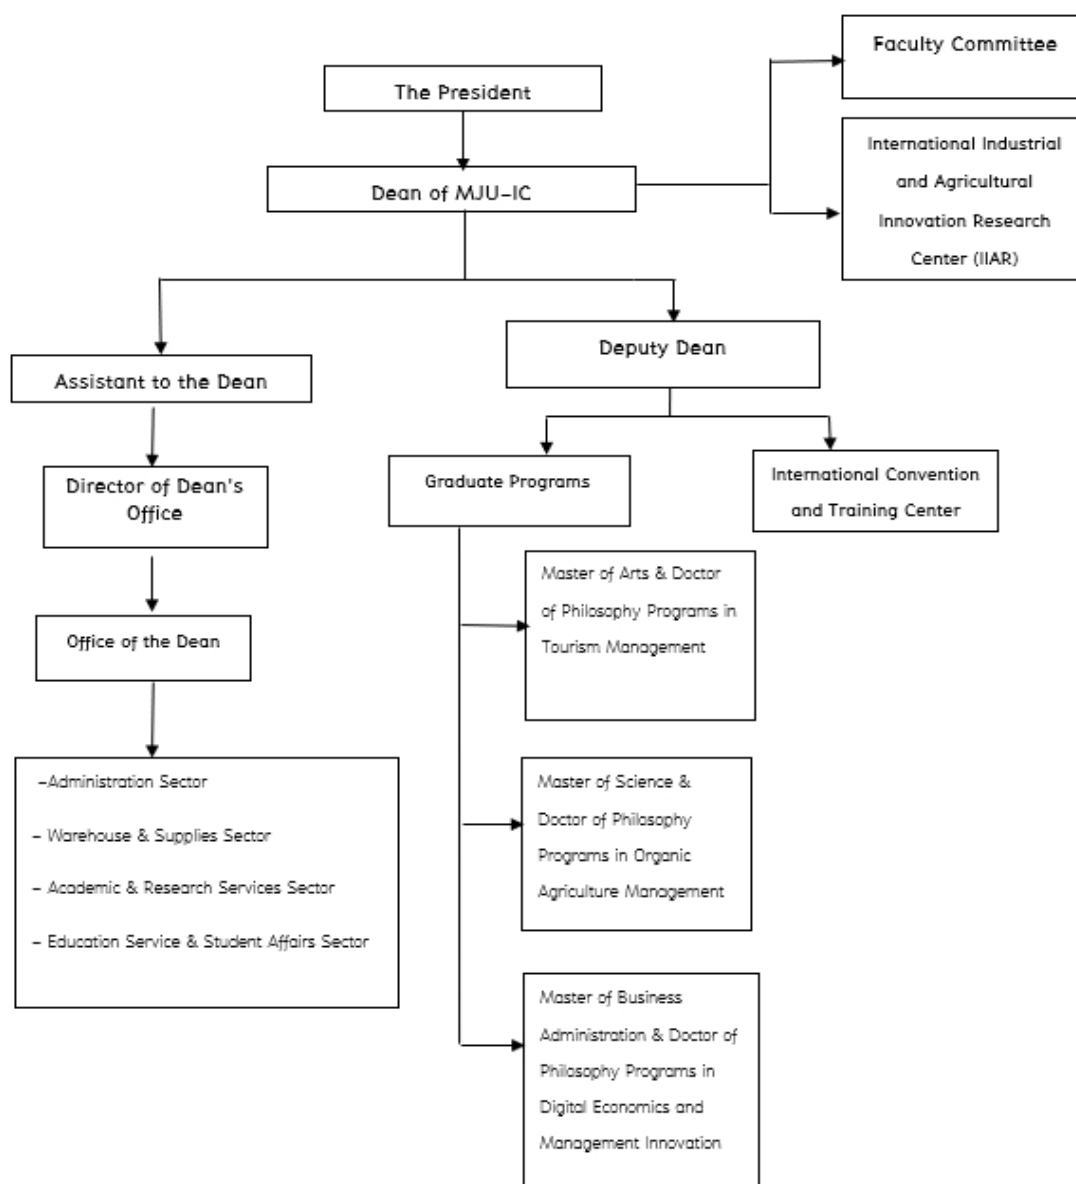 Faculty Committee
The President
International Industrial
and Agricultural
Innovation Research
Center (IIAR)
Dean of MJU-IC
Deputy Dean
Assistant to the Dean
Director of Dean's
Office
Graduate Programs
International Convention
and Training Center
Office of the Dean
Master of Arts & Doctor
of Philosophy Programs in
Tourism Management
-Administration Sector
- Warehouse & Supplies Sector
- Academic & Research Services Sector
- Education Service & Student Affairs Sector
Master of Science &
Doctor of Philosophy
Programs in Organic
Agriculture Management
Master of Business
Administration & Doctor of
Philosophy Programs in
Digital Economics and
Management Innovation